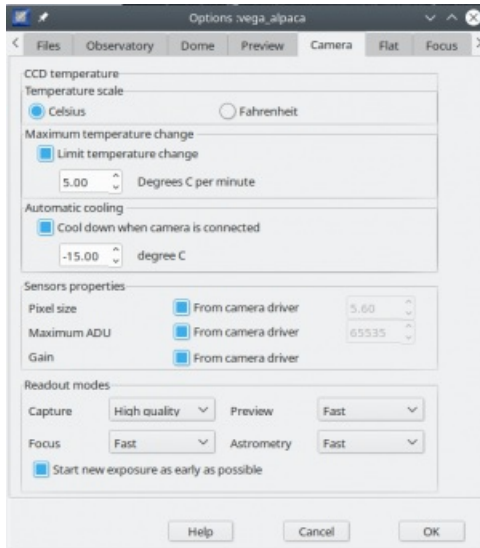 Options :vega_alpaca
Files Observatory Dome Preview Camera Flat Focus
CCD temperature
Temperature scale
Celsius Fahrenheit
Maximum temperature change
Limit temperature change
5.00 Degrees C per minute
Automatic cooling
Cool down when camera is connected
-15.00 degree C
Sensors properties
Pixel size From camera driver 5.60
Maximum ADU From camera driver 65535
Gain From camera driver
Readout modes
Capture High quality Preview Fast
Focus Fast Astrometry Fast
Start new exposure as early as possible
Help Cancel OK